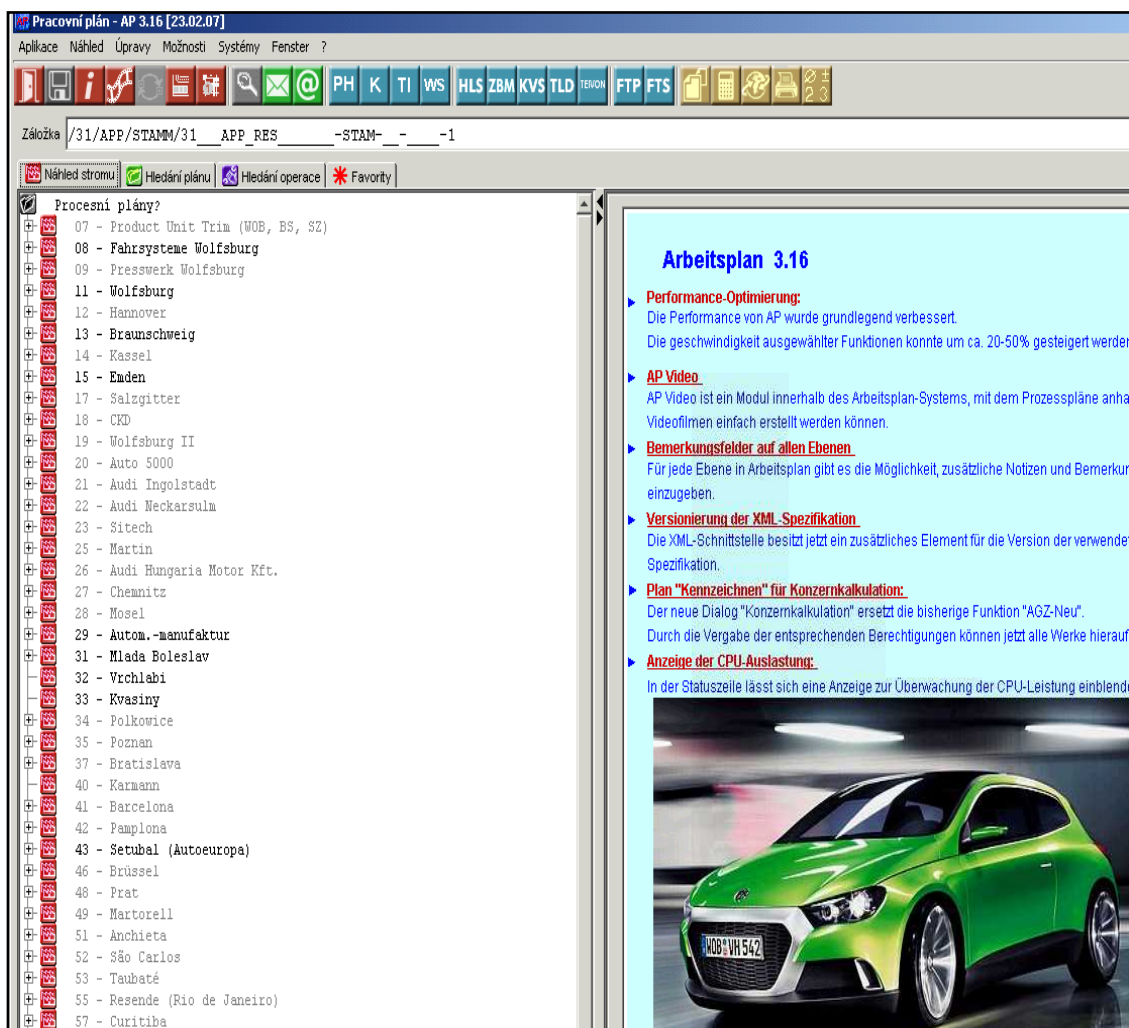 Pracovní plán - AP 3.16 [23.02.07]
Aplikace Náhled Úpravy Možnosti Systémy Fenster ?
PH K TI WS HLS ZBM KVS TLD TEIVON FTP FTS
Záložka /31/APP/STAMM/31___APP_RES_______-STAM-__-____-1
Náhled stromu Hledání plánu Hledání operace Favority
Procesní plány?
07 - Product Unit Trim (WOB, BS, SZ)
08 - Fahrsysteme Wolfsburg
09 - Presswerk Wolfsburg
11 - Wolfsburg
12 - Hannover
13 - Braunschweig
14 - Kassel
15 - Emden
17 - Salzgitter
18 - CKD
19 - Wolfsburg II
20 - Auto 5000
21 - Audi Ingolstadt
22 - Audi Neckarsulm
23 - Sitech
25 - Martin
26 - Audi Hungaria Motor Kft.
27 - Chemnitz
28 - Mosel
29 - Autom.-manufaktur
31 - Mlada Boleslav
32 - Vrchlabi
33 - Kvasiny
34 - Polkowice
35 - Poznan
37 - Bratislava
40 - Karmann
41 - Barcelona
42 - Pamplona
43 - Setubal (Autoeuropa)
46 - Brüssel
48 - Prat
49 - Martorell
51 - Anchieta
52 - São Carlos
53 - Taubaté
55 - Resende (Rio de Janeiro)
57 - Curitiba
Arbeitsplan 3.16
Performance-Optimierung:
Die Performance von AP wurde grundlegend verbessert.
Die geschwindigkeit ausgewählter Funktionen konnte um ca. 20-50% gesteigert werden
AP Video
AP Video ist ein Modul innerhalb des Arbeitsplan-Systems, mit dem Prozesspläne anha
Videofilmen einfach erstellt werden können.
Bemerkungsfelder auf allen Ebenen
Für jede Ebene in Arbeitsplan gibt es die Möglichkeit, zusätzliche Notizen und Bemerkun
einzugeben.
Versionierung der XML-Spezifikation
Die XML-Schnittstelle besitzt jetzt ein zusätzliches Element für die Version der verwendet
Spezifikation.
Plan "Kennzeichnen" für Konzernkalkulation:
Der neue Dialog "Konzernkalkulation" ersetzt die bisherige Funktion "AGZ-Neu".
Durch die Vergabe der entsprechenden Berechtigungen können jetzt alle Werke hierauf
Anzeige der CPU-Auslastung:
In der Statuszeile lässt sich eine Anzeige zur Überwachung der CPU-Leistung einblende
WOB VH 542